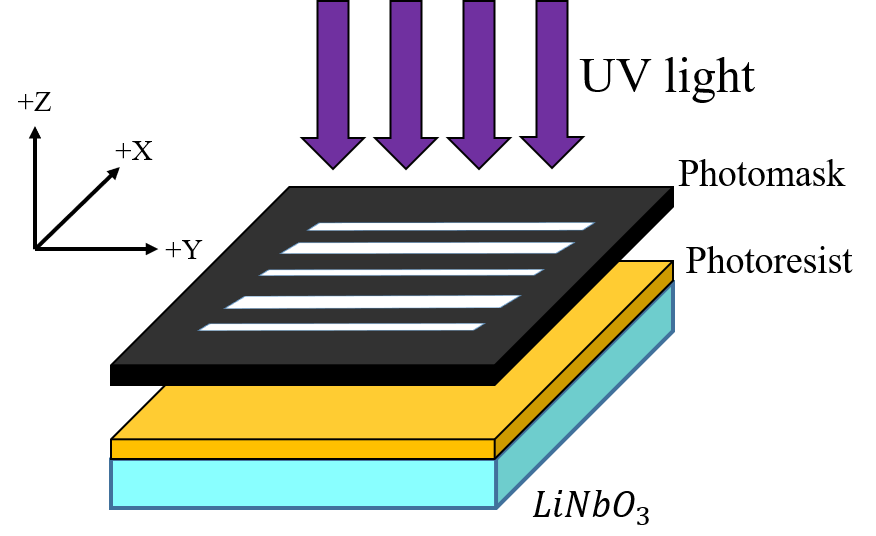 UV light
+Z
+X
Photomask
+Y
Photoresist
LiNbO₃